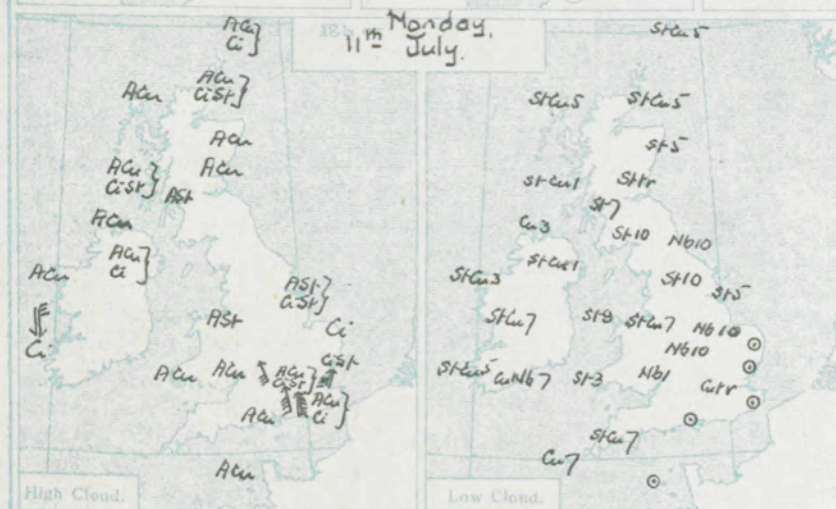 Monday,
11th July.
ACu
Ci
ACu
CiSt
ACu
ACu
ACu
ACu
CiSt
ASt
ACu
ACu
Ci
ACu
Ci
ASt
CiSt
Ci
ASt
CiSt
ACu
ACu
ACu
CiSt
ACu
Ci
ACu
ACu
High Cloud.
StCu5
StCu5
StCu5
St5
StCu1
Sttr
St7
Cu3
St10
Nb10
StCu1
StCu3
St10
St5
StCu7
St8
StCu7
Nb10
Nb10
StCu5
CuNb7
St3
Nb1
Cutr
StCu7
Cu7
Low Cloud.